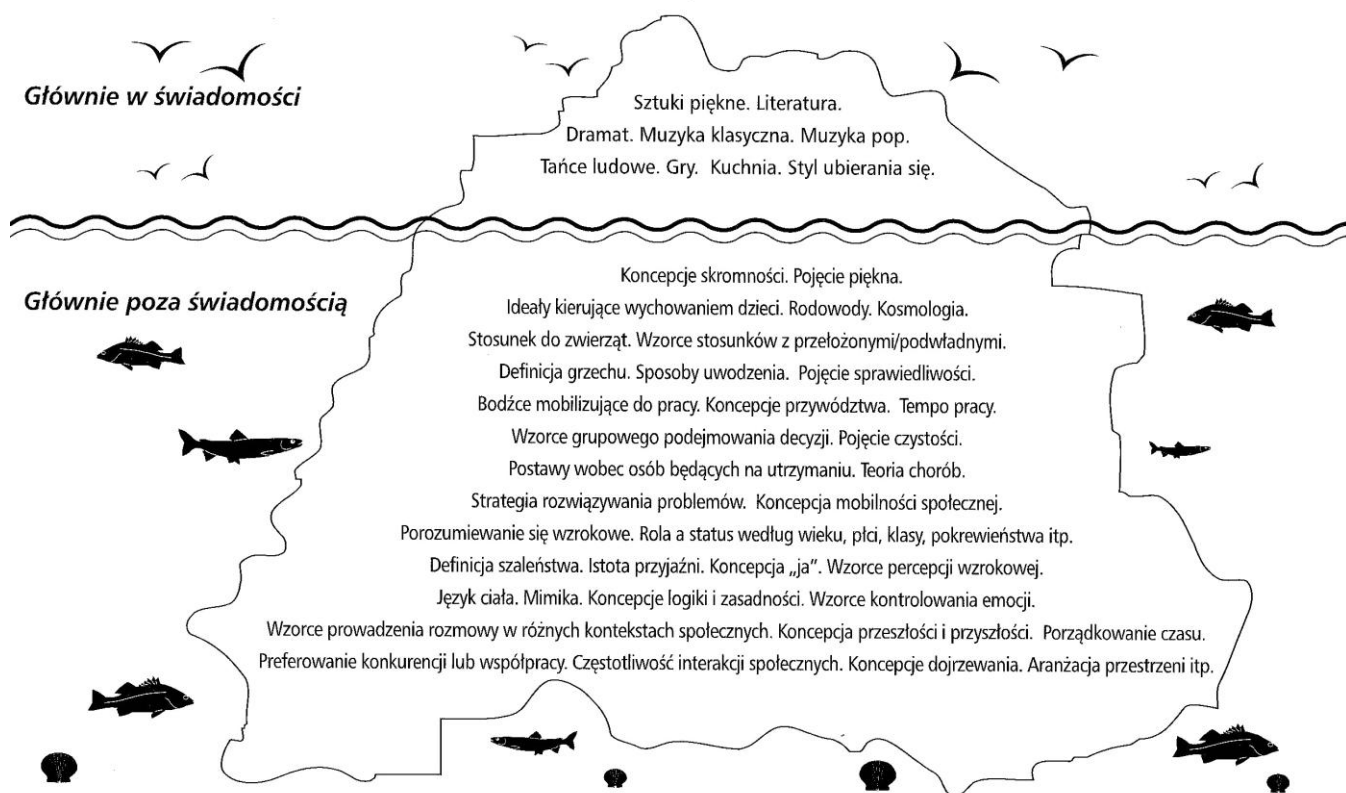 Głównie w świadomości
Sztuki piękne. Literatura.
Dramat. Muzyka klasyczna. Muzyka pop.
Tańce ludowe. Gry. Kuchnia. Styl ubierania się.
Głównie poza świadomością
Koncepcje skromności. Pojęcie piękna.
Ideały kierujące wychowaniem dzieci. Rodowody. Kosmologia.
Stosunek do zwierząt. Wzorce stosunków z przełożonymi/podwładnymi.
Definicja grzechu. Sposoby uwodzenia. Pojęcie sprawiedliwości.
Bodźce mobilizujące do pracy. Koncepcje przywództwa. Tempo pracy.
Wzorce grupowego podejmowania decyzji. Pojęcie czystości.
Postawy wobec osób będących na utrzymaniu. Teoria chorób.
Strategia rozwiązywania problemów. Koncepcja mobilności społecznej.
Porozumiewanie się wzrokowe. Rola a status według wieku, płci, klasy, pokrewieństwa itp.
Definicja szaleństwa. Istota przyjaźni. Koncepcja „ja”. Wzorce percepcji wzrokowej.
Język ciała. Mimika. Koncepcje logiki i zasadności. Wzorce kontrolowania emocji.
Wzorce prowadzenia rozmowy w różnych kontekstach społecznych. Koncepcja przeszłości i przyszłości. Porządkowanie czasu.
Preferowanie konkurencji lub współpracy. Częstotliwość interakcji społecznych. Koncepcje dojrzewania. Aranżacja przestrzeni itp.